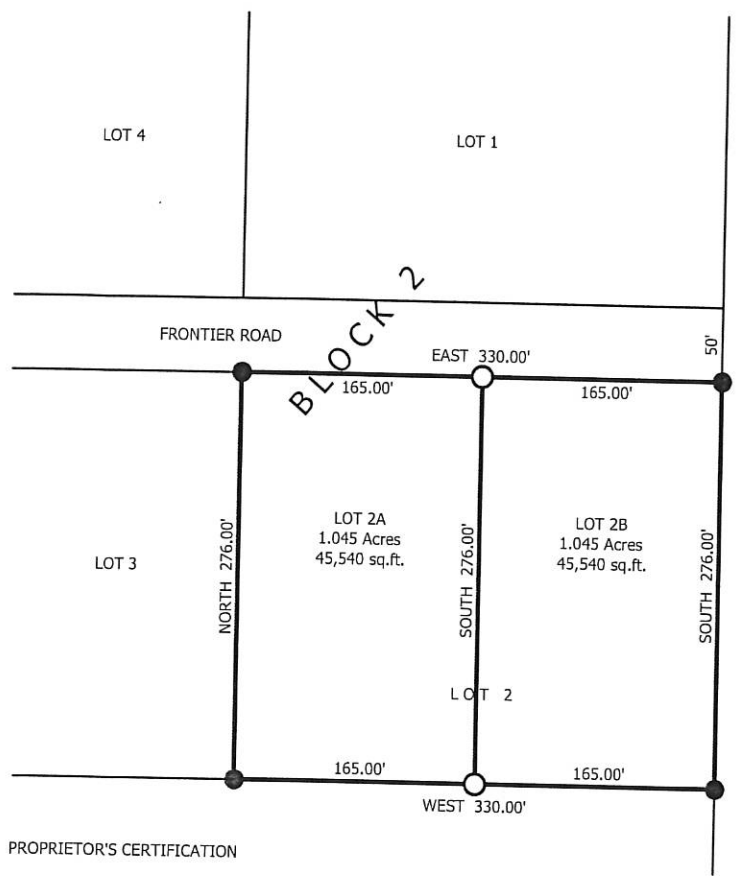 LOT 4
LOT 1
BLOCK 2
FRONTIER ROAD
50'
EAST 330.00'
165.00'
165.00'
LOT 2A
1.045 Acres
45,540 sq.ft.
LOT 2B
1.045 Acres
45,540 sq.ft.
LOT 3
NORTH 276.00'
SOUTH 276.00'
SOUTH 276.00'
LOT 2
165.00'
165.00'
WEST 330.00'
PROPRIETOR'S CERTIFICATION